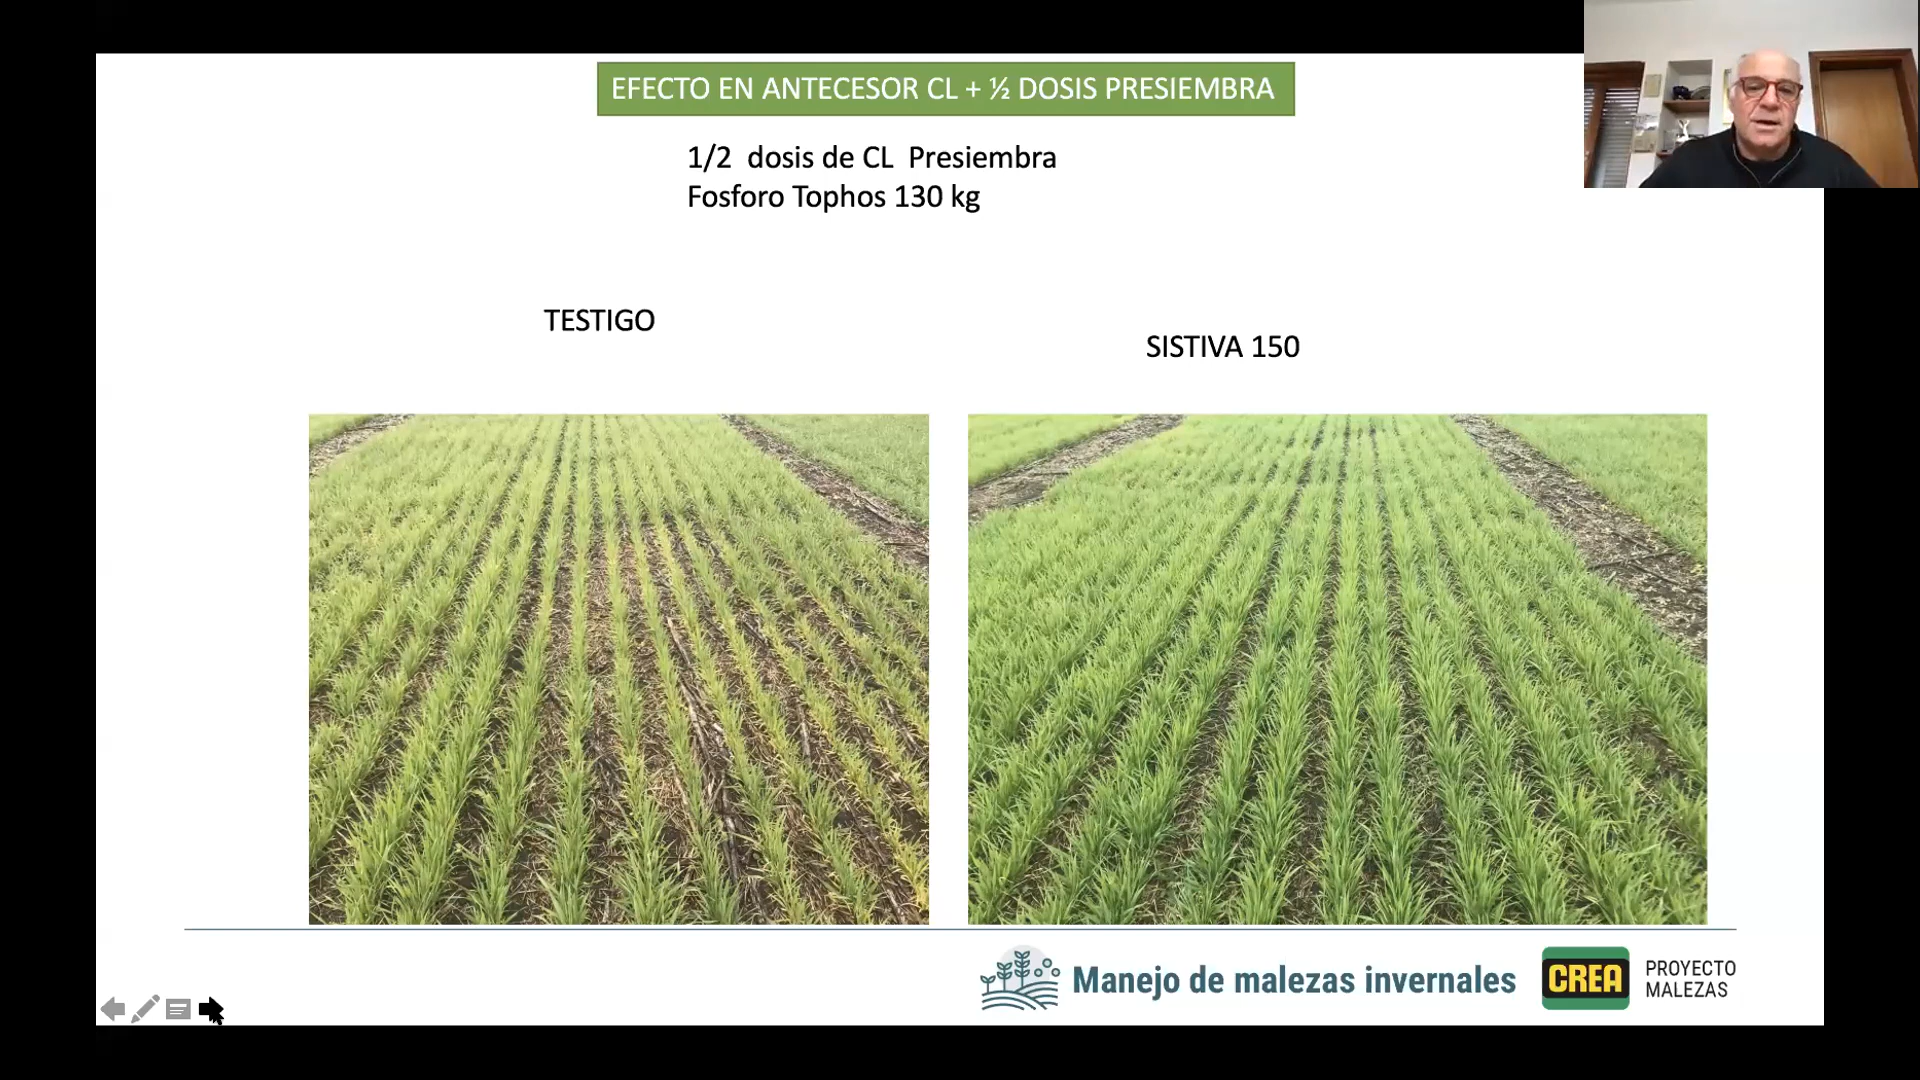 EFECTO EN ANTECESOR CL + ½ DOSIS PRESIEMBRA
1/2 dosis de CL Presiembra
Fosforo Tophos 130 kg
TESTIGO
SISTIVA 150
Manejo de malezas invernales
CREA
PROYECTO
MALEZAS